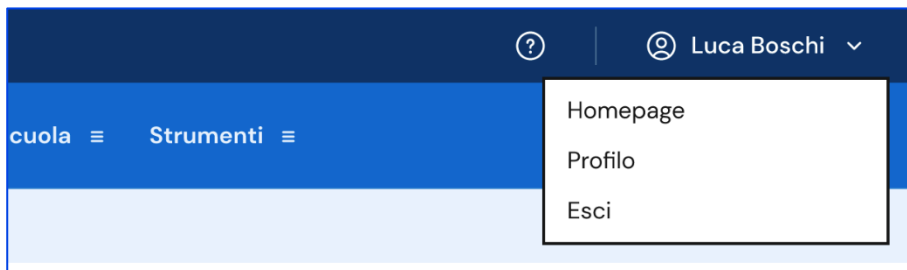 Luca Boschi
cuola Strumenti
Homepage
Profilo
Esci